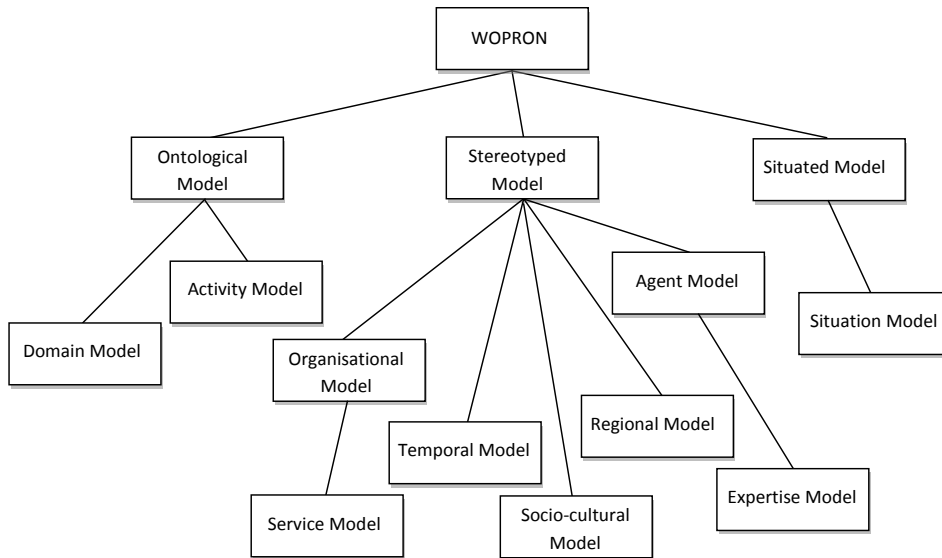 WOPRON
Ontological
Model
Stereotyped
Model
Situated Model
Activity Model
Agent Model
Domain Model
Situation Model
Organisational
Model
Temporal Model
Regional Model
Service Model
Socio-cultural
Model
Expertise Model